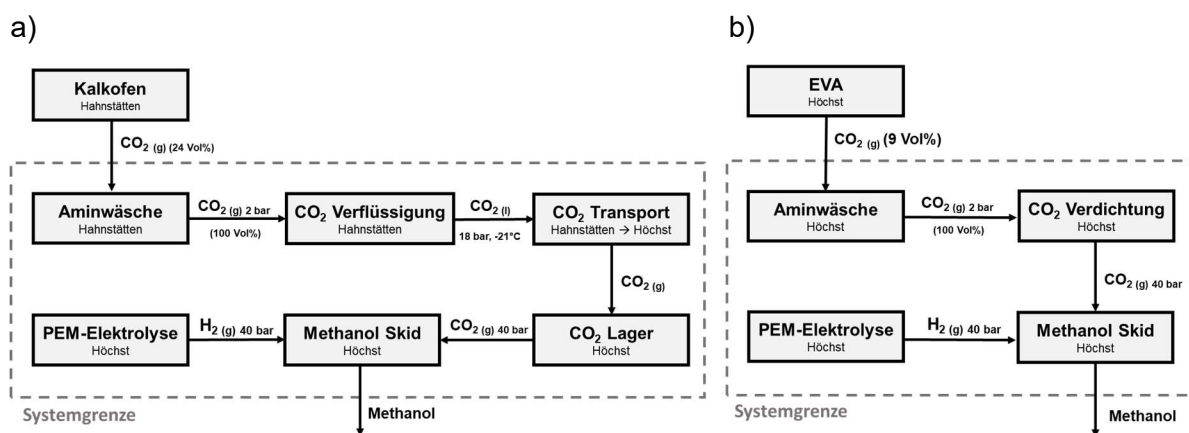 a)
Kalkofen
Hahnstätten
CO2 (g) (24 Vol%)
Aminwäsche
Hahnstätten
CO2 (g) 2 bar
(100 Vol%)
CO2 Verflüssigung
Hahnstätten
CO2 (l)
18 bar, -21°C
CO2 Transport
Hahnstätten → Höchst
CO2 (g)
PEM-Elektrolyse
Höchst
H2 (g) 40 bar
Methanol Skid
Höchst
CO2 (g) 40 bar
CO2 Lager
Höchst
Systemgrenze
Methanol
b)
EVA
Höchst
CO2 (g) (9 Vol%)
Aminwäsche
Höchst
CO2 (g) 2 bar
(100 Vol%)
CO2 Verdichtung
Höchst
CO2 (g) 40 bar
PEM-Elektrolyse
Höchst
H2 (g) 40 bar
Methanol Skid
Höchst
Systemgrenze
Methanol